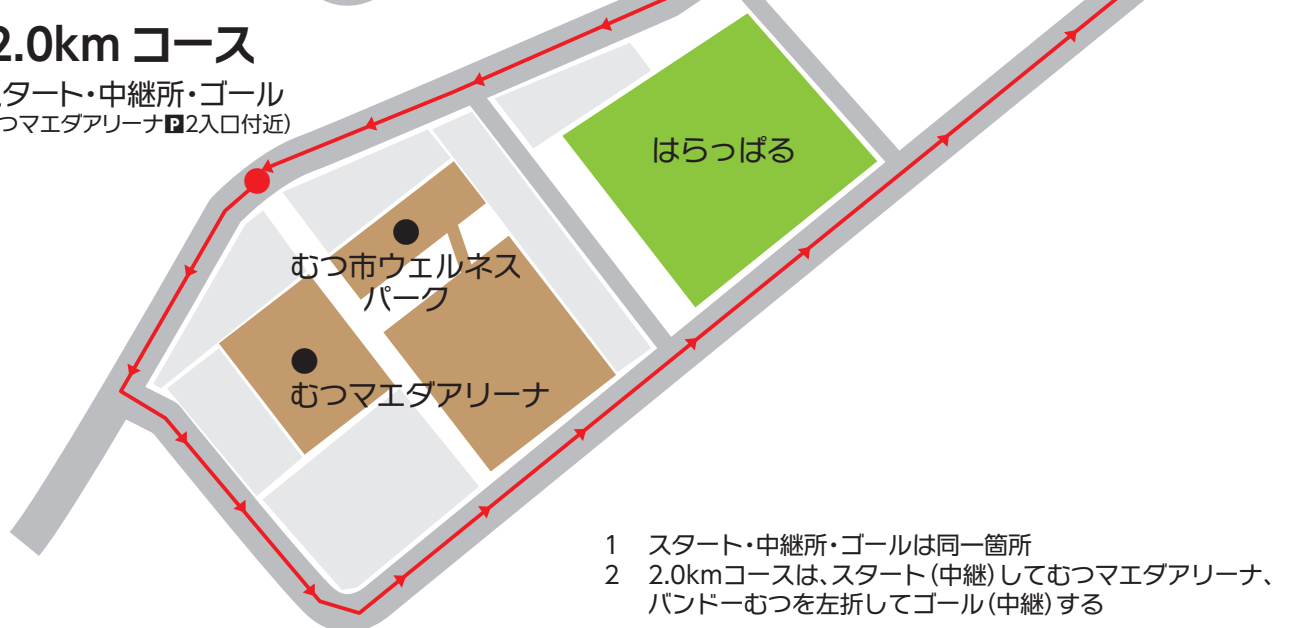 2.0km コース
スタート・中継所・ゴール
つマエダアリーナP2入口付近)
はらっぱる
むつ市ウェルネス
パーク
むつマエダアリーナ
1 スタート・中継所・ゴールは同一箇所
2 2.0kmコースは、スタート(中継)してむつマエダアリーナ、
バンドーむつを左折してゴール(中継)する